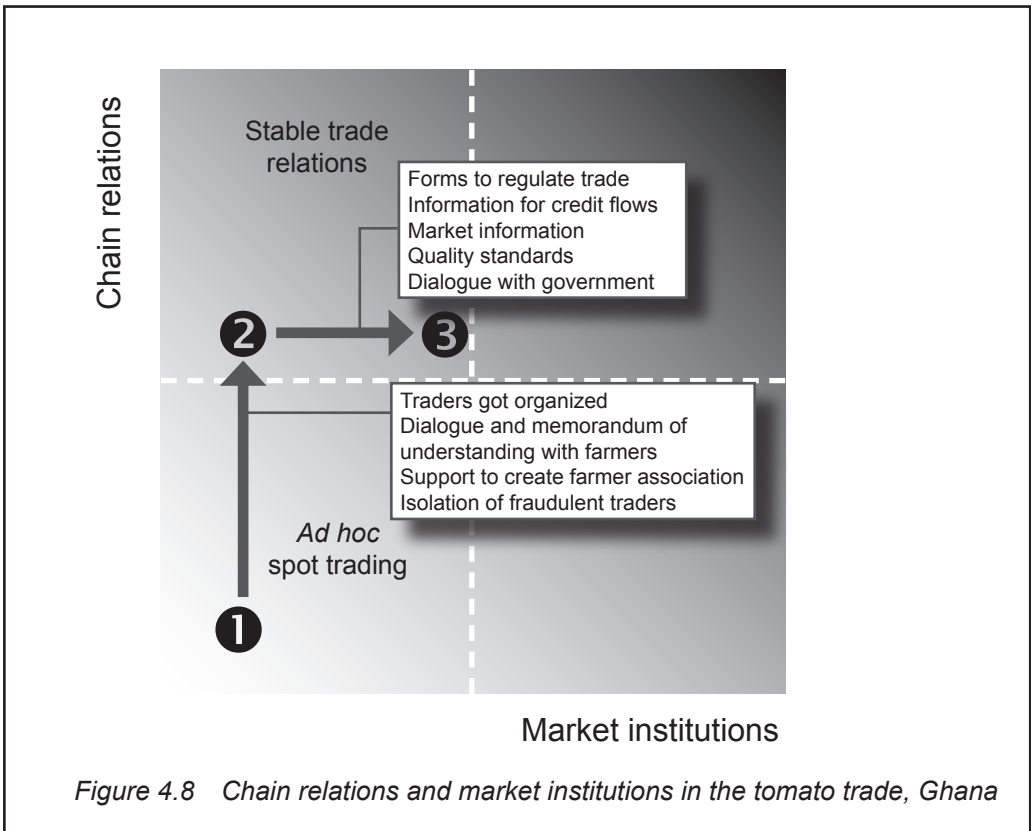 Chain relations
Stable trade
relations
Forms to regulate trade
Information for credit flows
Market information
Quality standards
Dialogue with government
2
3
Traders got organized
Dialogue and memorandum of
understanding with farmers
Support to create farmer association
Isolation of fraudulent traders
Ad hoc
spot trading
1
Market institutions
Figure 4.8 Chain relations and market institutions in the tomato trade, Ghana